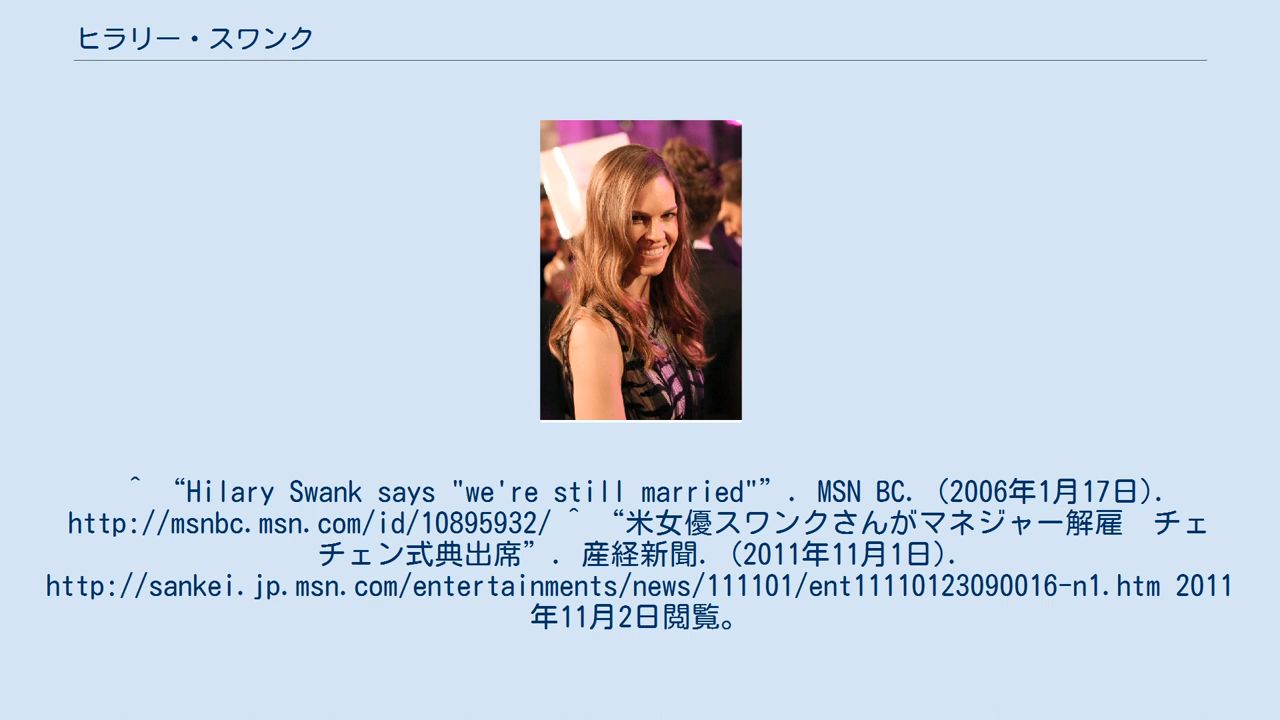 ヒラリー・スワンク
^ “Hilary Swank says "we're still married"”. MSN BC. (2006年1月17日).
http://msnbc.msn.com/id/10895932/ ^ “米女優スワンクさんがマネジャー解雇　チェ
チェン式典出席”. 産経新聞. (2011年11月1日).
http://sankei.jp.msn.com/entertainments/news/111101/ent11110123090016-n1.htm 2011
年11月2日閲覧。